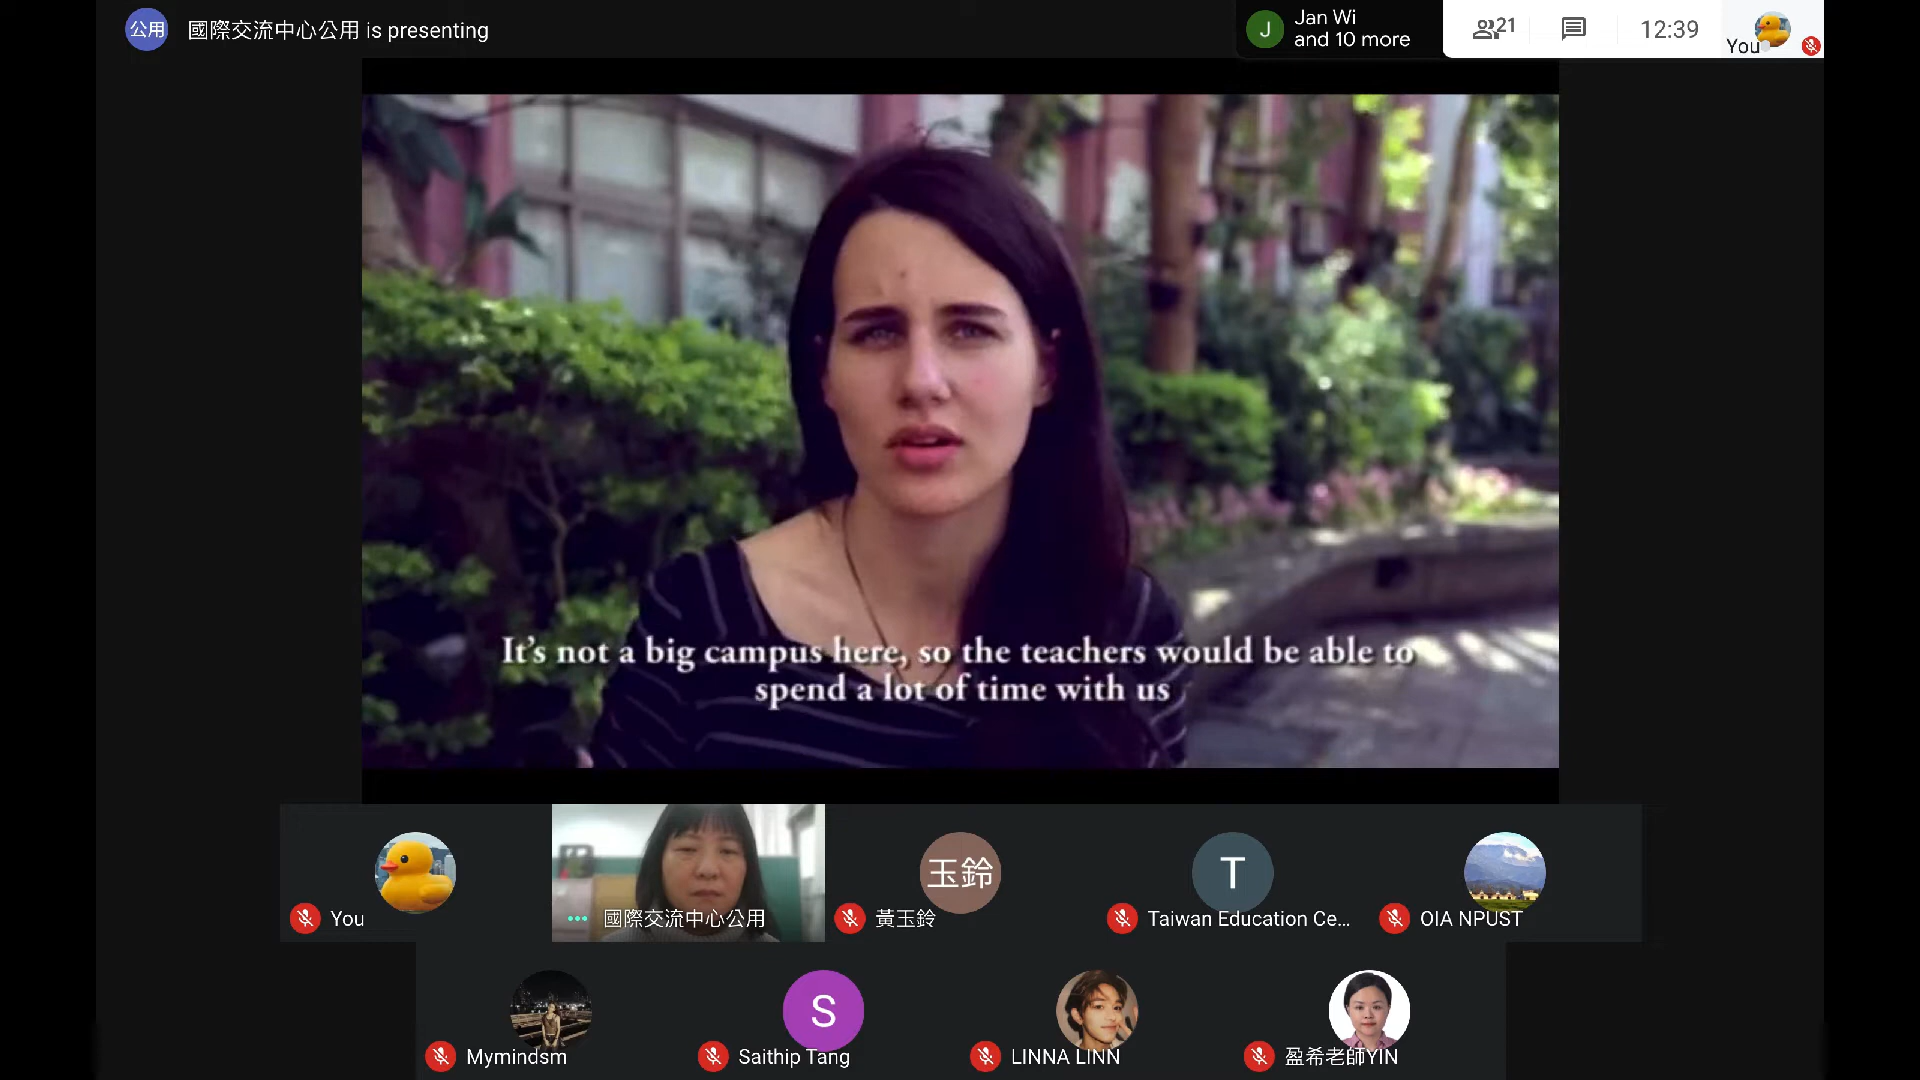 公用
國際交流中心公用 is presenting
J
Jan Wi
and 10 more
21
12:39
You
It's not a big campus here, so the teachers would be able to
spend a lot of time with us
You
國際交流中心公用
玉鈴
黃玉鈴
T
Taiwan Education Ce...
OIA NPUST
Mymindsm
S
Saithip Tang
LINNA LINN
盈希老師YIN